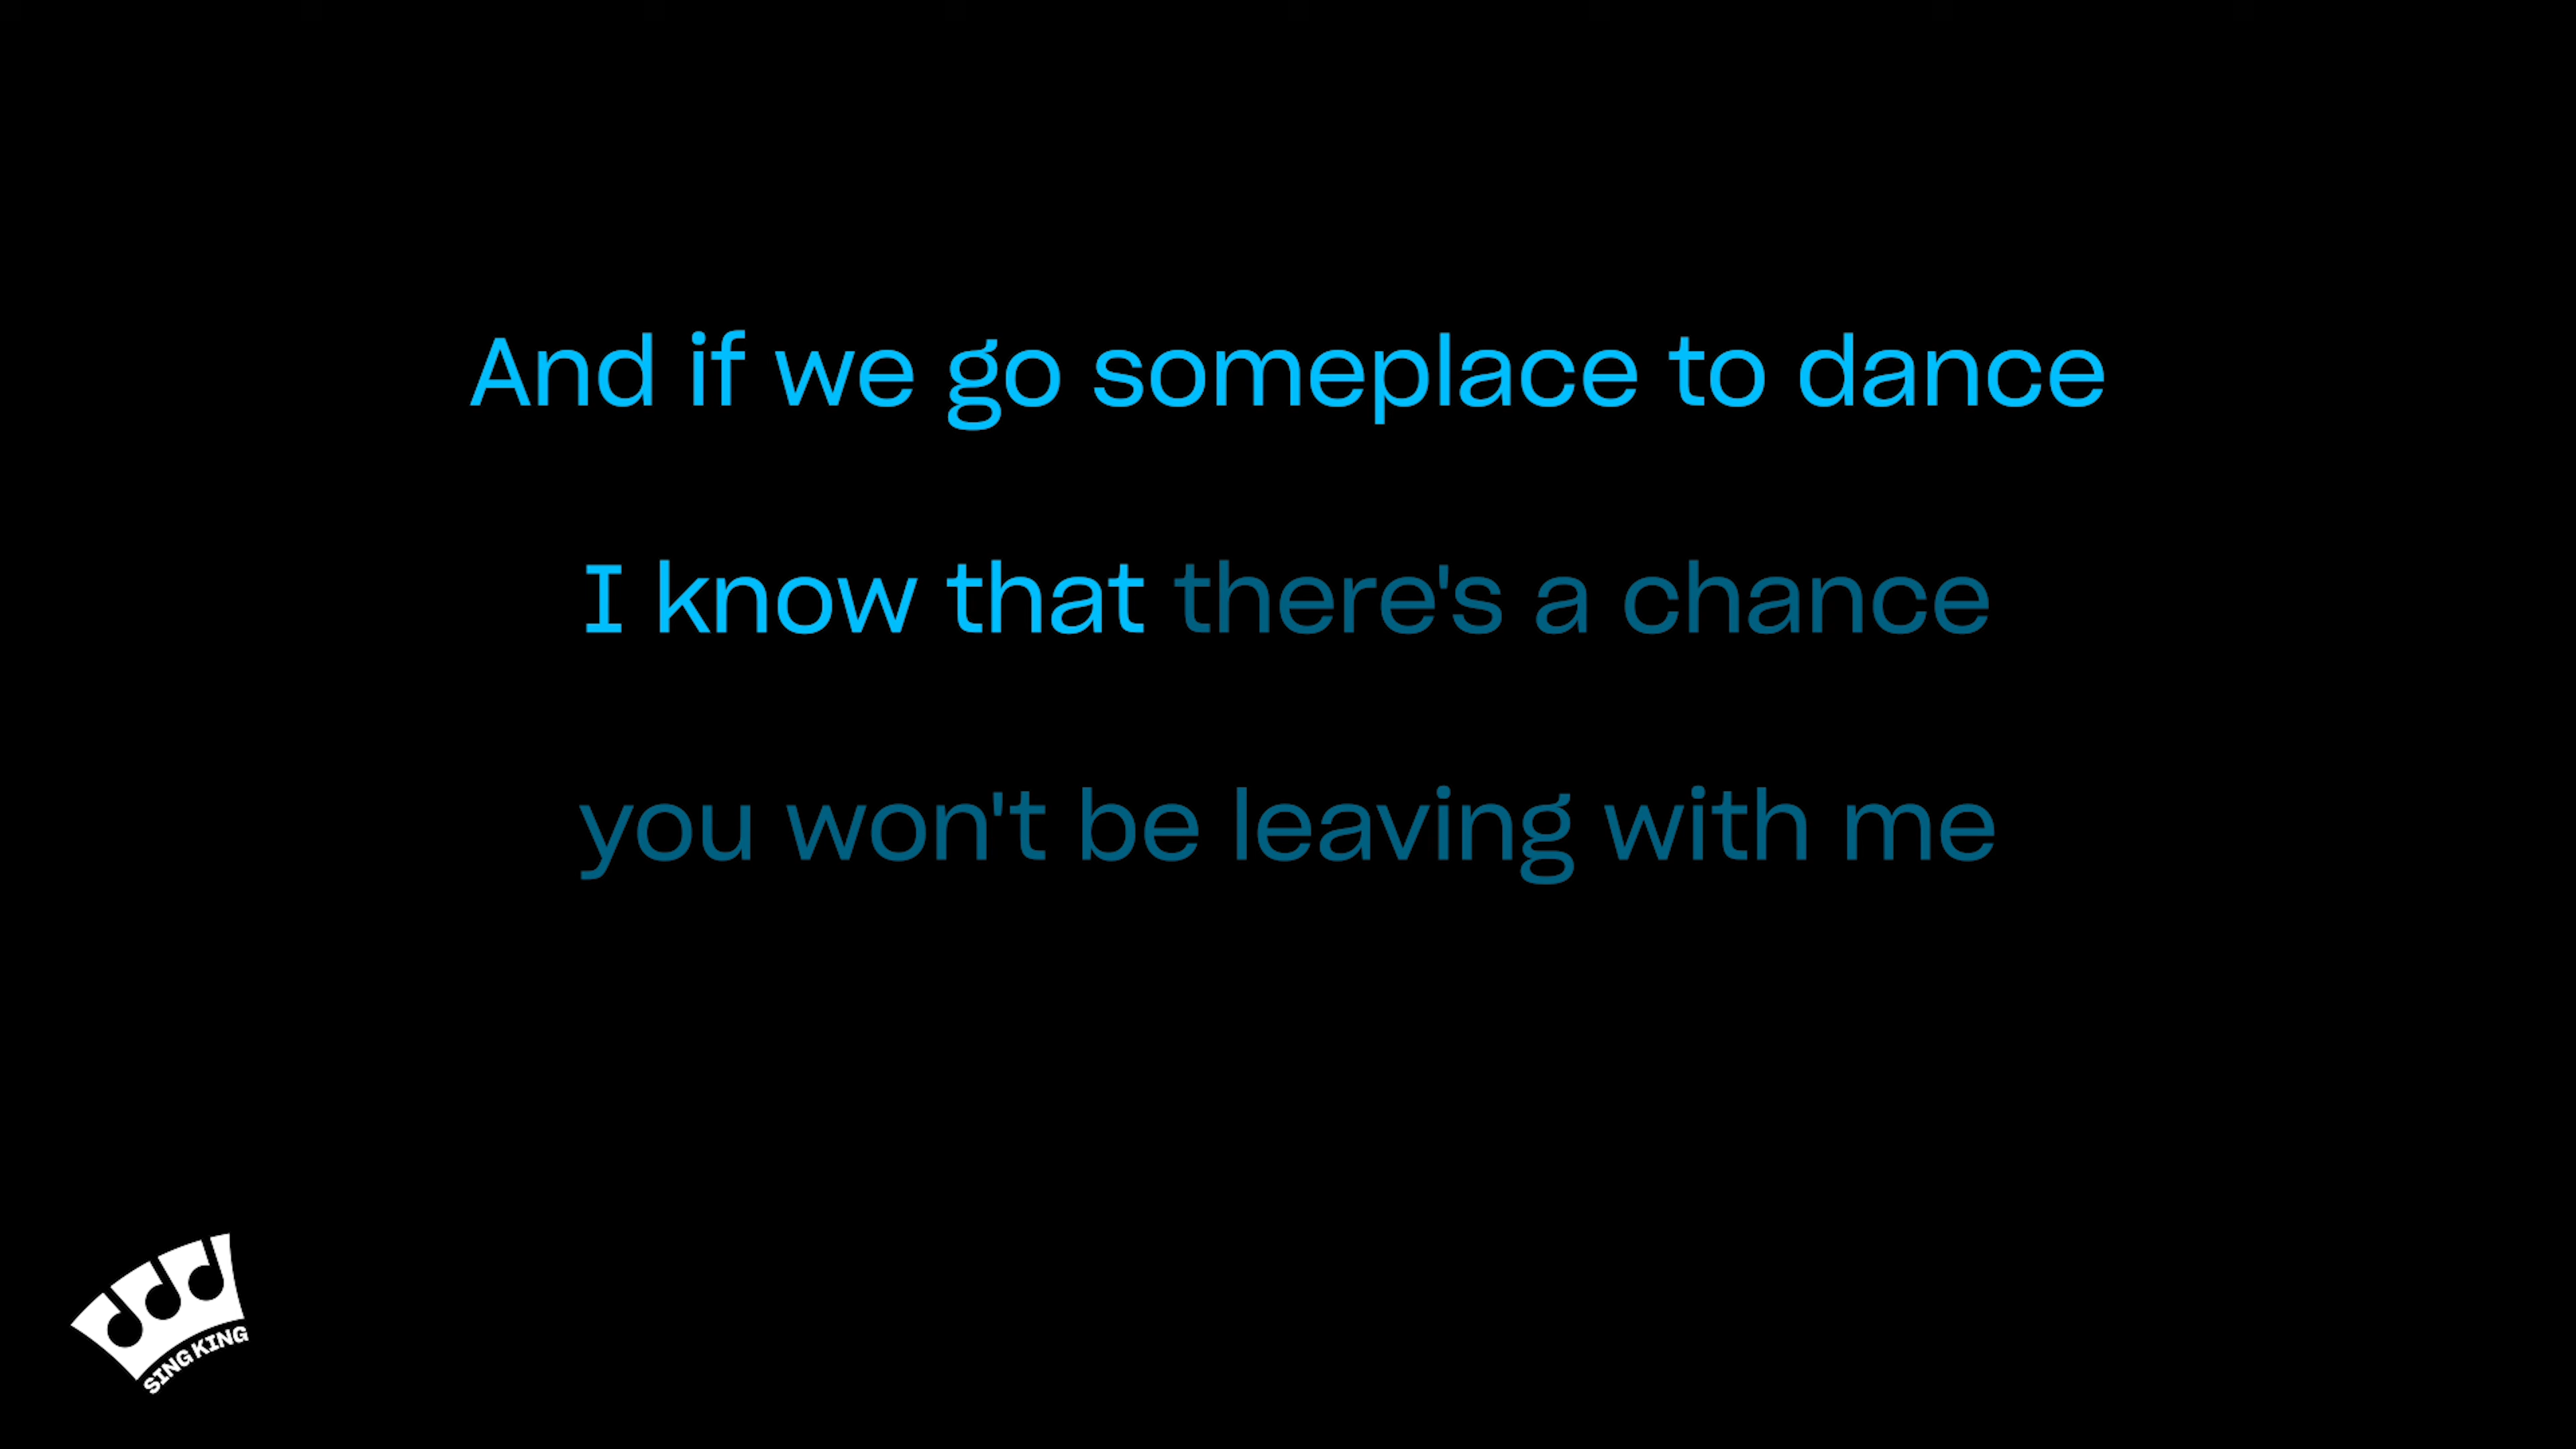 And if we go someplace to dance
I know that there's a chance
you won't be leaving with me
SING KING